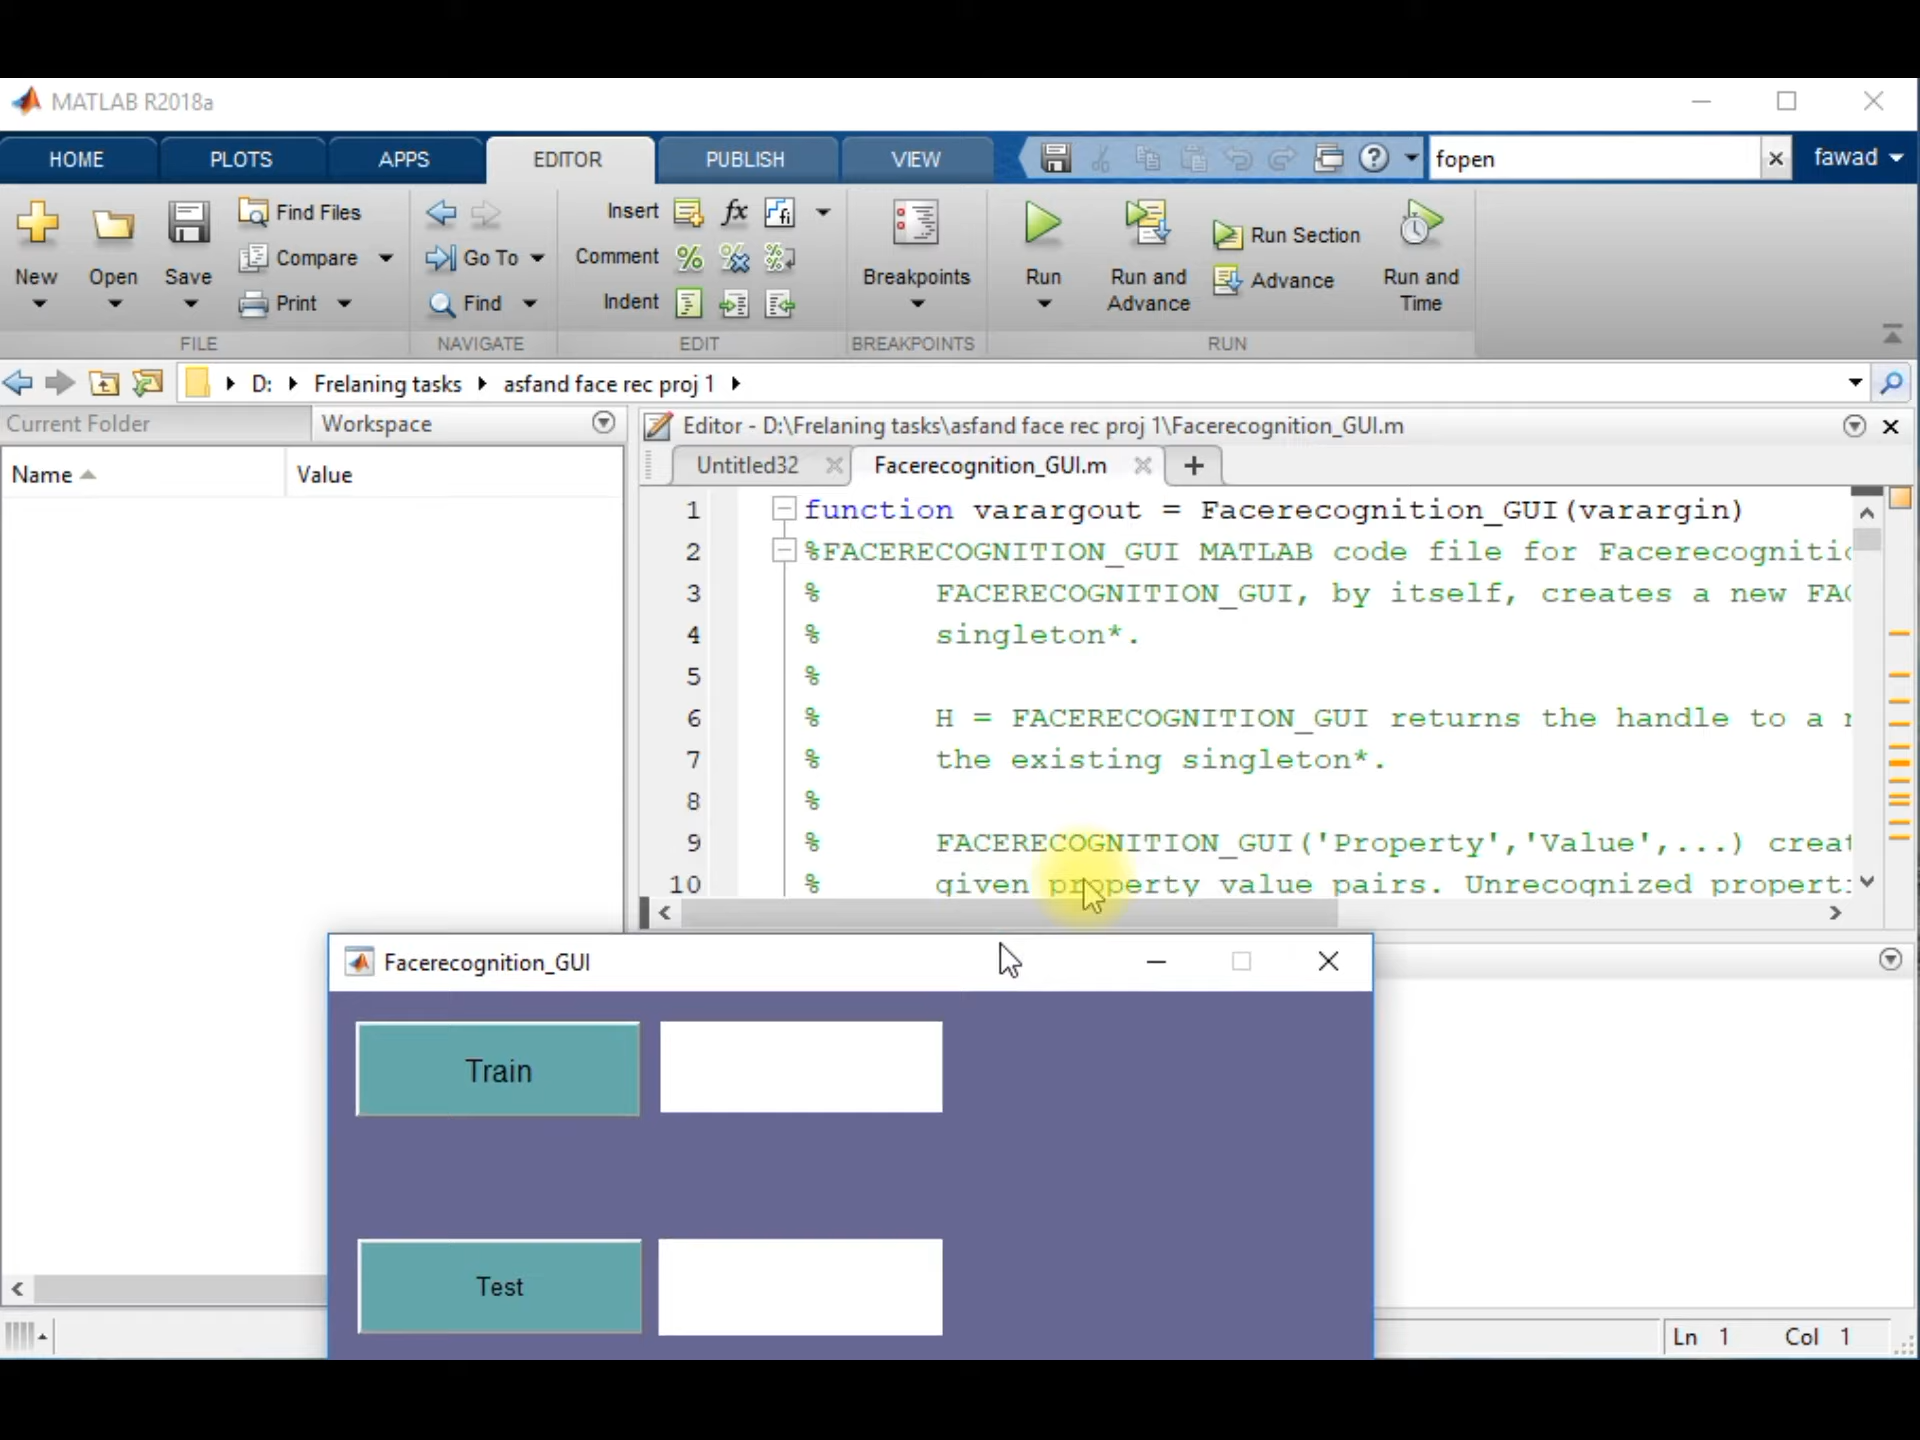 MATLAB R2018a
HOME PLOTS APPS EDITOR PUBLISH VIEW fopen fawad
New Open Save Find Files Compare Print
FILE
Go To Find
NAVIGATE
Insert fx fi
Comment
Indent
EDIT
Breakpoints
BREAKPOINTS
Run Run and Advance Run Section Advance Run and Time
RUN
D: Frelaning tasks asfand face rec proj 1
Current Folder Workspace
Name Value
Editor - D:\Frelaning tasks\asfand face rec proj 1\Facerecognition_GUI.m
Untitled32 Facerecognition_GUI.m
1 function varargout = Facerecognition_GUI(varargin)
2 %FACERECOGNITION_GUI MATLAB code file for Facerecognitic
3 % FACERECOGNITION_GUI, by itself, creates a new FAC
4 % singleton*.
5 %
6 % H = FACERECOGNITION_GUI returns the handle to a
7 % the existing singleton*.
8 %
9 % FACERECOGNITION_GUI('Property','Value',...) creat
10 % given property value pairs. Unrecognized properti
Facerecognition_GUI
Train
Test
Ln 1 Col 1